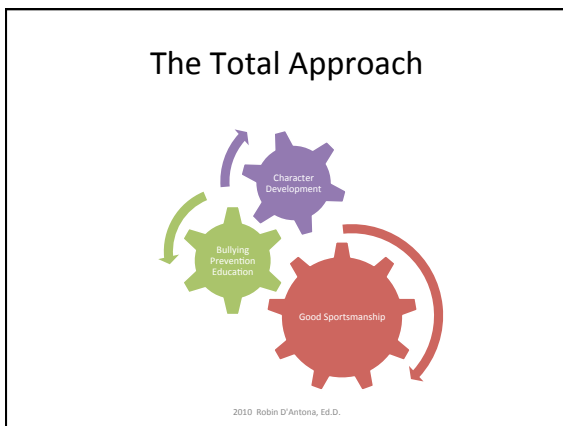 The Total Approach
Character
Development
Bullying
Prevention
Education
Good Sportsmanship
2010 Robin D'Antona, Ed.D.